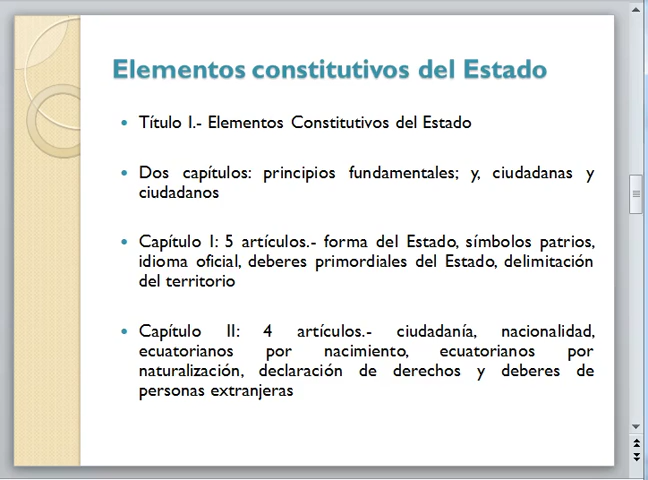 Elementos constitutivos del Estado
• Título I.- Elementos Constitutivos del Estado
• Dos capítulos: principios fundamentales; y, ciudadanas y
ciudadanos
• Capítulo I: 5 artículos.- forma del Estado, símbolos patrios,
idioma oficial, deberes primordiales del Estado, delimitación
del territorio
• Capítulo II: 4 artículos.- ciudadanía, nacionalidad,
ecuatorianos por nacimiento, ecuatorianos por
naturalización, declaración de derechos y deberes de
personas extranjeras